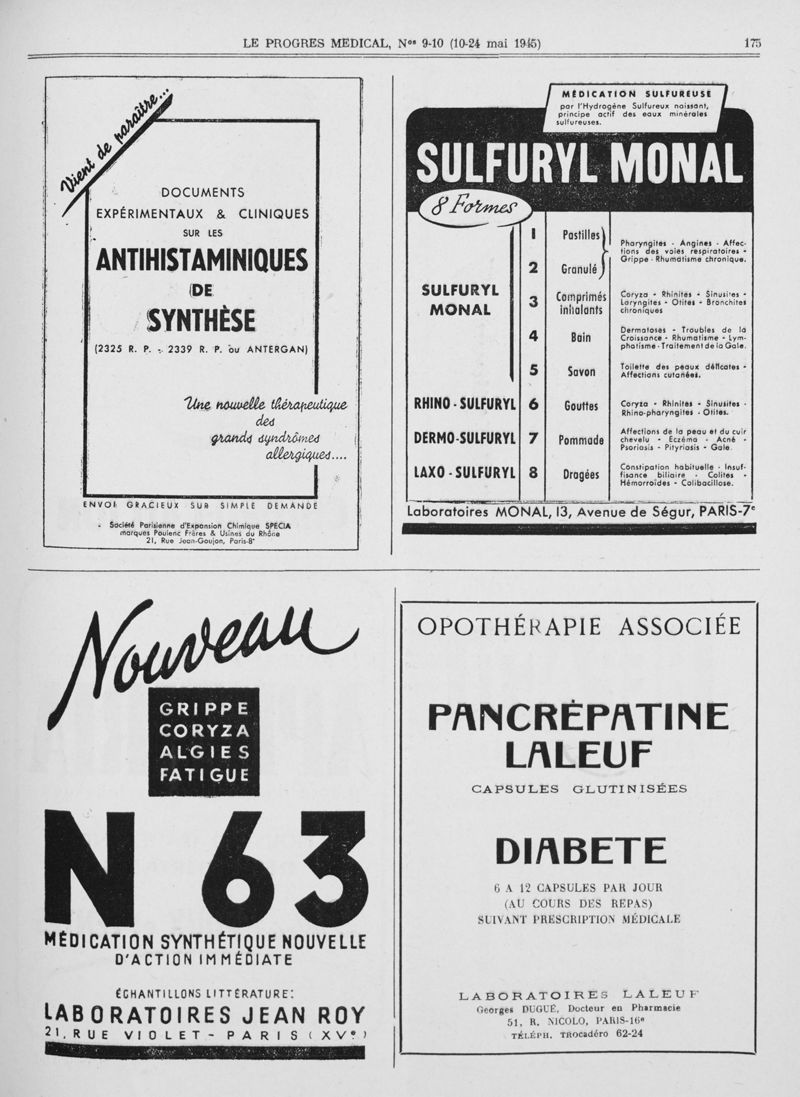 LE PROGRES MEDICAL, Nos 9-10 (10-24 mai 1945)
175
Vient de paraître...
DOCUMENTS
EXPÉRIMENTAUX & CLINIQUES
SUR LES
ANTIHISTAMINIQUES
DE
SYNTHÈSE
(2325 R. P. - 2339 R. P. ou ANTERGAN)
Une nouvelle thérapeutique
des
grands syndrômes
allergiques....
ENVOI GRACIEUX SUR SIMPLE DEMANDE
Société Parisienne d'Expansion Chimique SPECIA
marques Poulenc Frères & Usines du Rhône
21, Rue Jean-Goujon, Paris-8e
MÉDICATION SULFUREUSE
par l'Hydrogène Sulfureux naissant,
principe actif des eaux minérales
sulfureuses.
SULFURYL MONAL
8 Formes
SULFURYL
MONAL
1 Pastilles
2 Granulé
Pharyngites - Angines - Affec-
tions des voies respiratoires -
Grippe - Rhumatisme chronique.
3 Comprimés
inhalants
Coryza - Rhinites - Sinusites -
Laryngites - Otites - Bronchites
chroniques
4 Bain
Dermatoses - Troubles de la
Croissance - Rhumatisme - Lym-
phatisme - Traitement de la Gale.
5 Savon
Toilette des peaux délicates -
Affections cutanées.
RHINO-SULFURYL 6 Gouttes
Coryza - Rhinites - Sinusites -
Rhino-pharyngites - Otites.
DERMO-SULFURYL 7 Pommade
Affections de la peau et du cuir
chevelu - Eczéma - Acné -
Psoriasis - Pityriasis - Gale.
LAXO-SULFURYL 8 Dragées
Constipation habituelle - Insuf-
fisance biliaire - Colites -
Hémorroïdes - Colibacillose.
Laboratoires MONAL, 13, Avenue de Ségur, PARIS-7e
Nouveau
GRIPPE
CORYZA
ALGIES
FATIGUE
N 63
MÉDICATION SYNTHÉTIQUE NOUVELLE
D'ACTION IMMÉDIATE
ÉCHANTILLONS LITTÉRATURE:
LABORATOIRES JEAN ROY
21, RUE VIOLET - PARIS (XVe)
OPOTHÉRAPIE ASSOCIÉE
PANCRÉPATINE
LALEUF
CAPSULES GLUTINISÉES
DIABETE
6 A 12 CAPSULES PAR JOUR
(AU COURS DES REPAS)
SUIVANT PRESCRIPTION MÉDICALE
LABORATOIRES LALEUF
Georges DUGUÉ, Docteur en Pharmacie
51, R. NICOLO, PARIS-16e
TÉLÉPH. TROcadéro 62-24